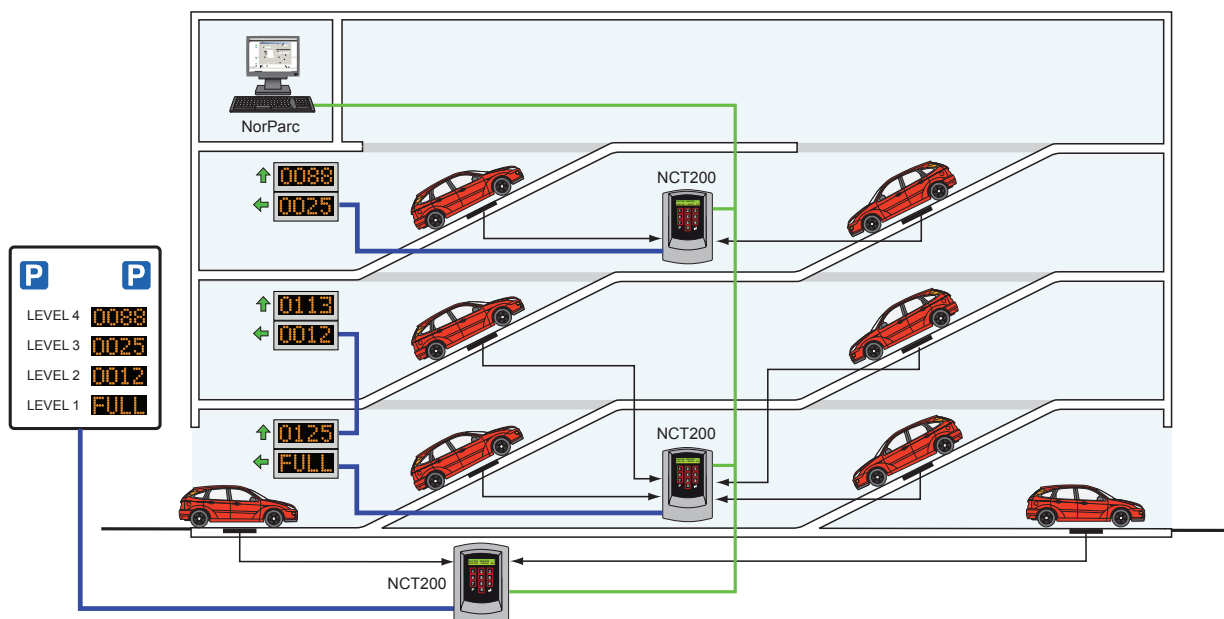 NorParc
0088
0025
NCT200
P P
LEVEL 4 0088
LEVEL 3 0025
LEVEL 2 0012
LEVEL 1 FULL
0113
0012
0125
FULL
NCT200
NCT200